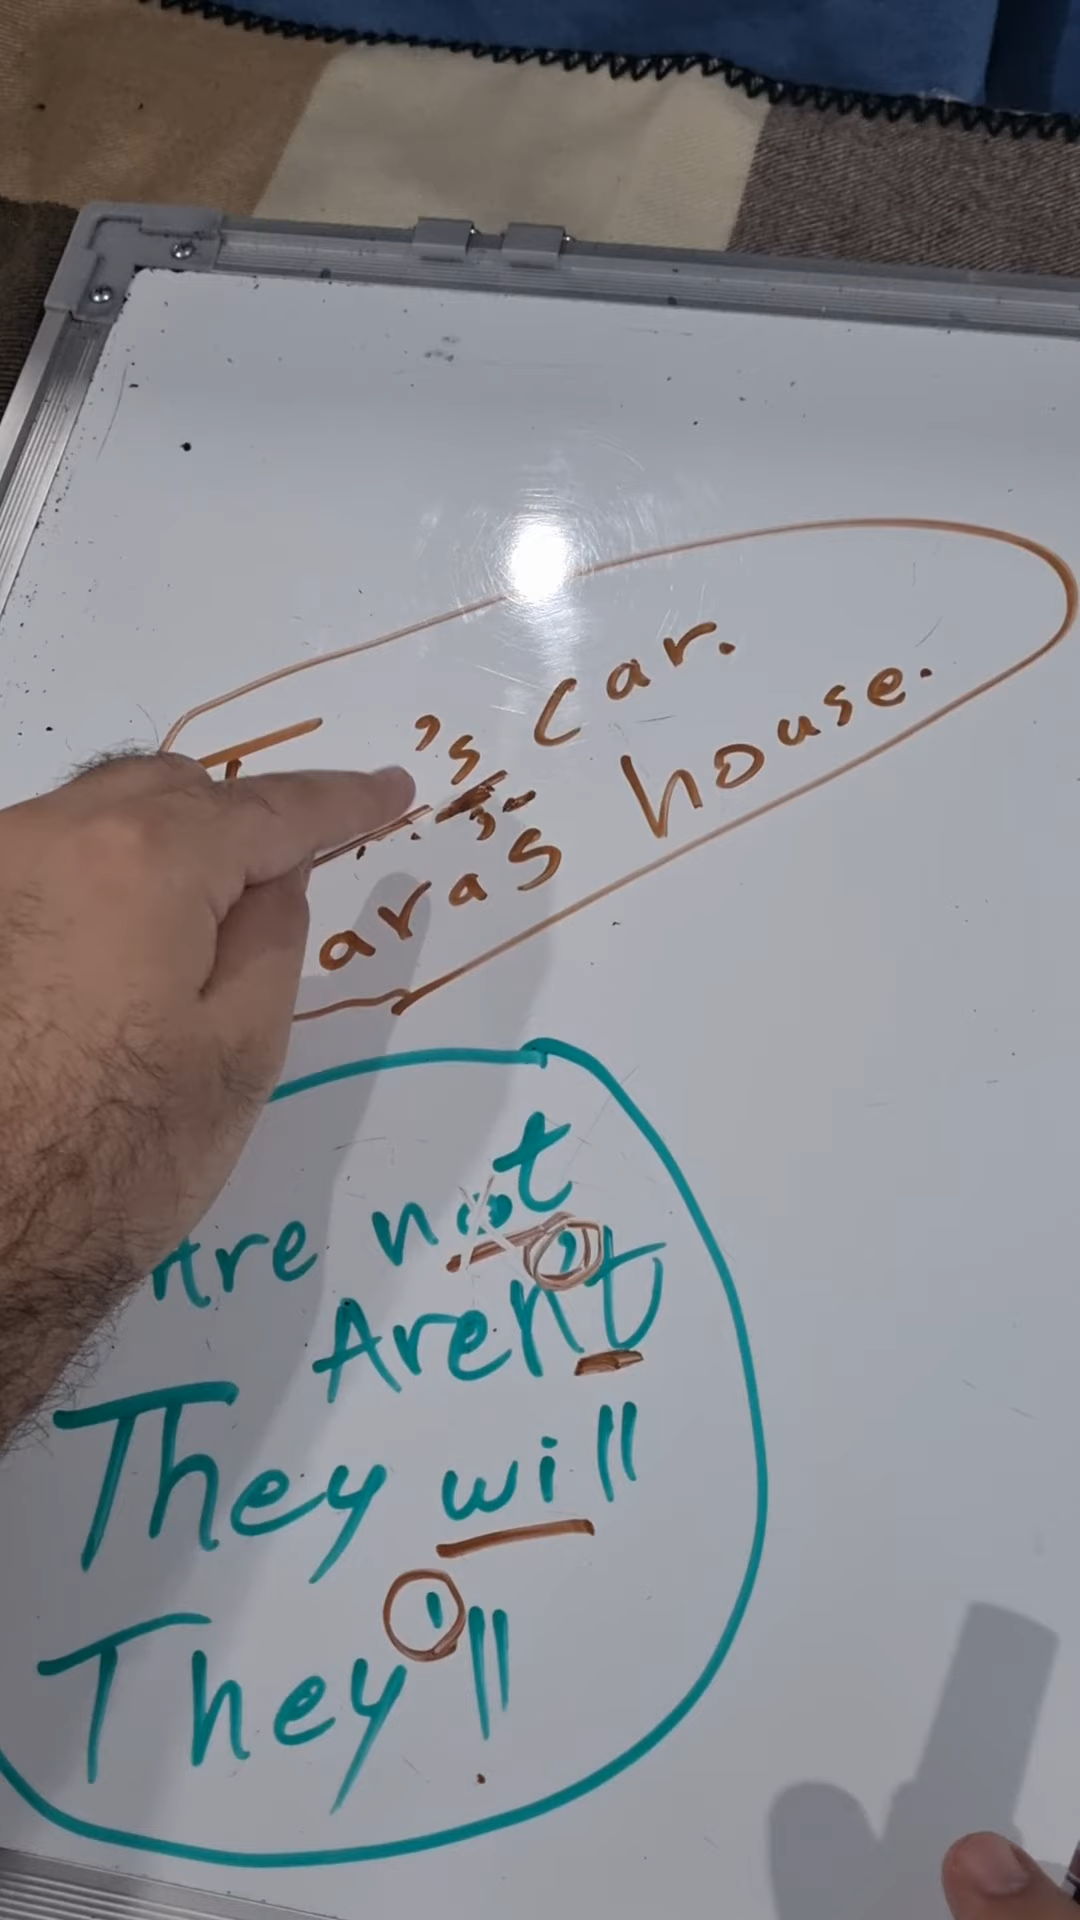 's car.
aras house.
Are not
Aren't
They will
They'll